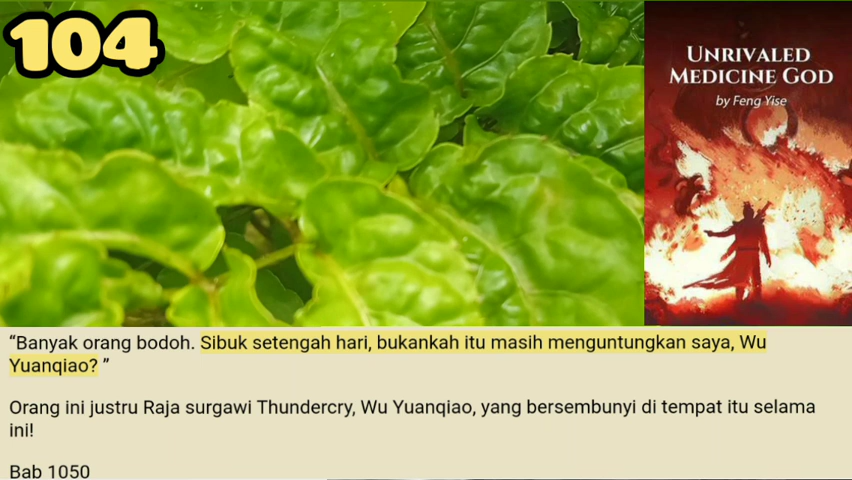 104
UNRIVALED
MEDICINE GOD
by Feng Yise
“Banyak orang bodoh. Sibuk setengah hari, bukankah itu masih menguntungkan saya, Wu
Yuanqiao? ”
Orang ini justru Raja surgawi Thundercry, Wu Yuanqiao, yang bersembunyi di tempat itu selama
ini!
Bab 1050